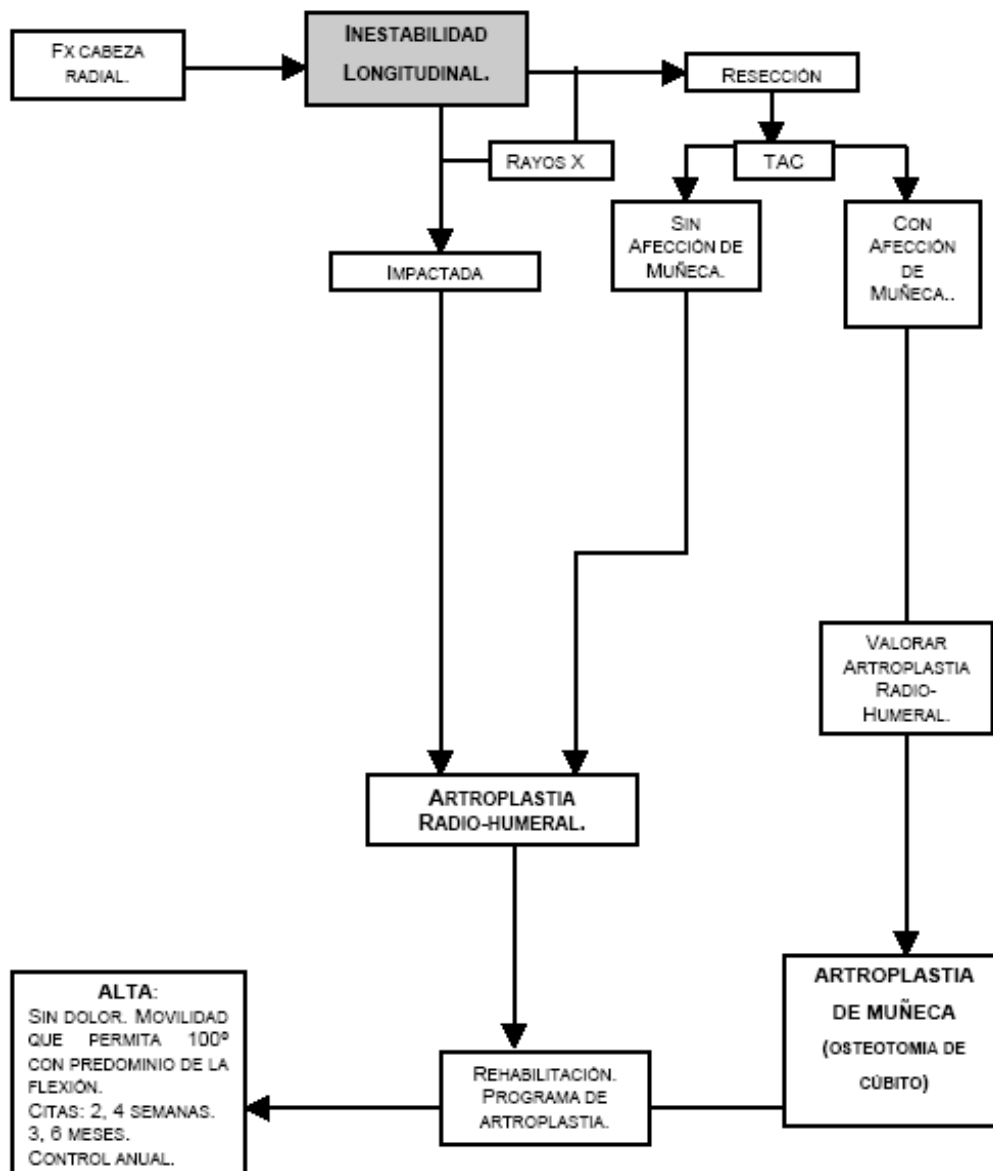 FX CABEZA
RADIAL.
INESTABILIDAD
LONGITUDINAL.
RESECCIÓN
RAYOS X
TAC
SIN
AFECCIÓN DE
MUÑECA.
CON
AFECCIÓN
DE
MUÑECA..
IMPACTADA
VALORAR
ARTROPLASTIA
RADIO-
HUMERAL.
ARTROPLASTIA
RADIO-HUMERAL.
ARTROPLASTIA
DE MUÑECA
(OSTEOTOMIA DE
CÚBITO)
REHABILITACIÓN.
PROGRAMA DE
ARTROPLASTIA.
ALTA:
SIN DOLOR. MOVILIDAD
QUE PERMITA 100º
CON PREDOMINIO DE LA
FLEXIÓN.
CITAS: 2, 4 SEMANAS.
3, 6 MESES.
CONTROL ANUAL.